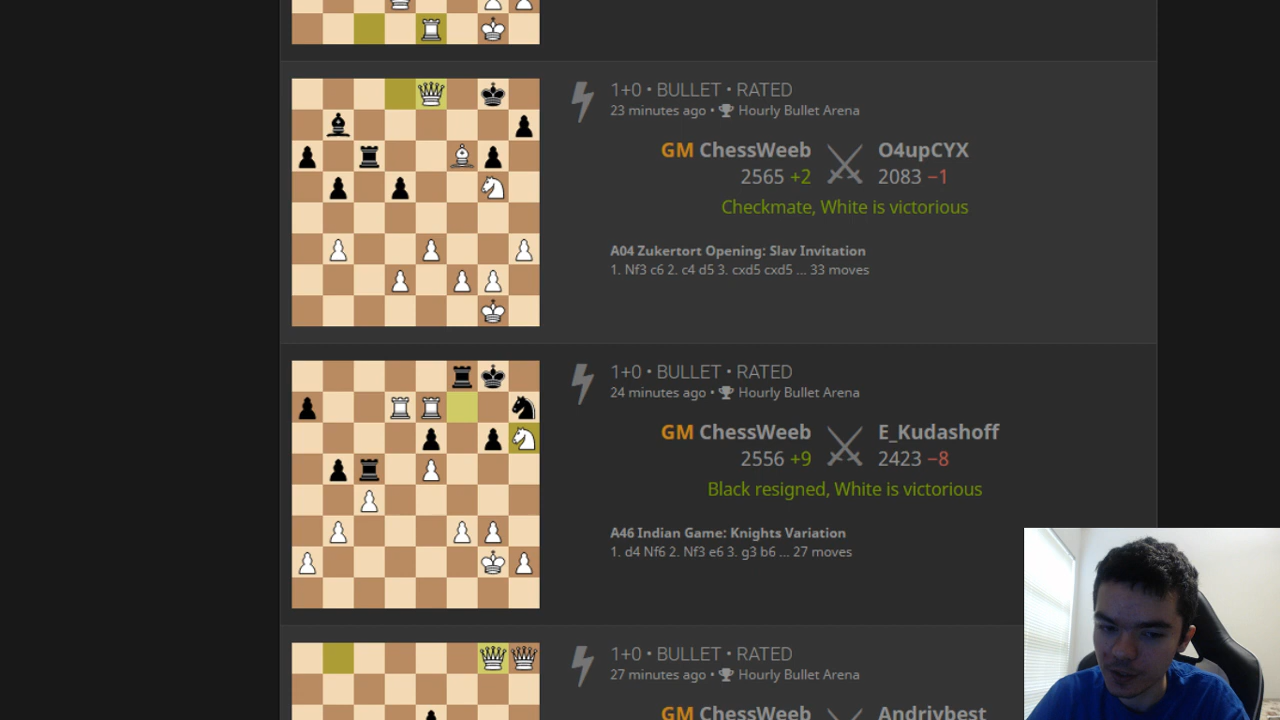 1+0 • BULLET • RATED
23 minutes ago • Hourly Bullet Arena
GM ChessWeeb O4upCYX
2565 +2 2083 −1
Checkmate, White is victorious
A04 Zukertort Opening: Slav Invitation
1. Nf3 c6 2. c4 d5 3. cxd5 cxd5 ... 33 moves
1+0 • BULLET • RATED
24 minutes ago • Hourly Bullet Arena
GM ChessWeeb E_Kudashoff
2556 +9 2423 −8
Black resigned, White is victorious
A46 Indian Game: Knights Variation
1. d4 Nf6 2. Nf3 e6 3. g3 b6 ... 27 moves
1+0 • BULLET • RATED
27 minutes ago • Hourly Bullet Arena
GM ChessWeeb Andriybest